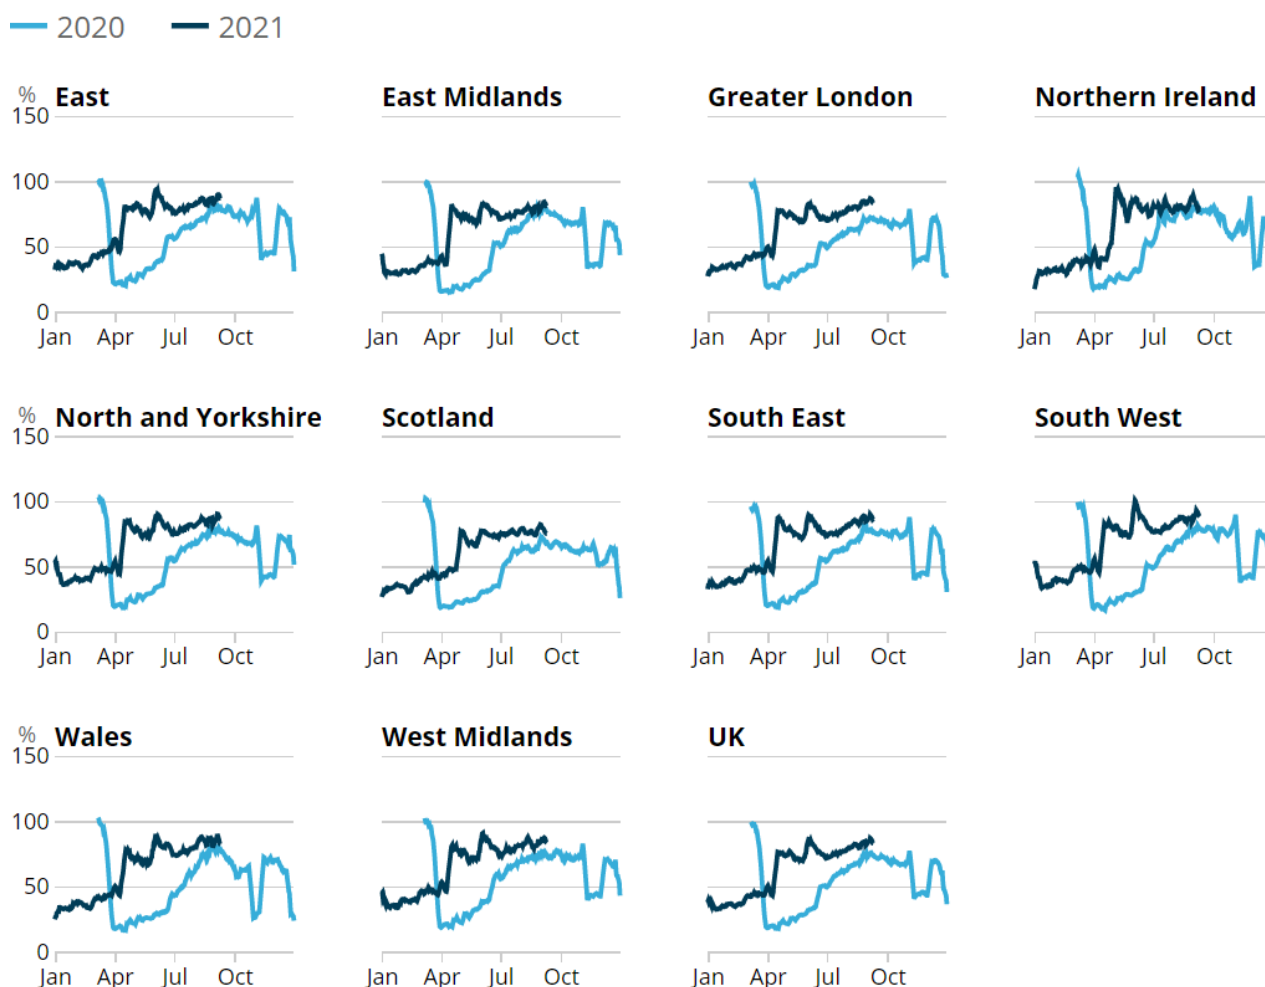 2020 2021
% East East Midlands Greater London Northern Ireland
150
100
50
0
Jan Apr Jul Oct Jan Apr Jul Oct Jan Apr Jul Oct Jan Apr Jul Oct
% North and Yorkshire Scotland South East South West
150
100
50
0
Jan Apr Jul Oct Jan Apr Jul Oct Jan Apr Jul Oct Jan Apr Jul Oct
% Wales West Midlands UK
150
100
50
0
Jan Apr Jul Oct Jan Apr Jul Oct Jan Apr Jul Oct